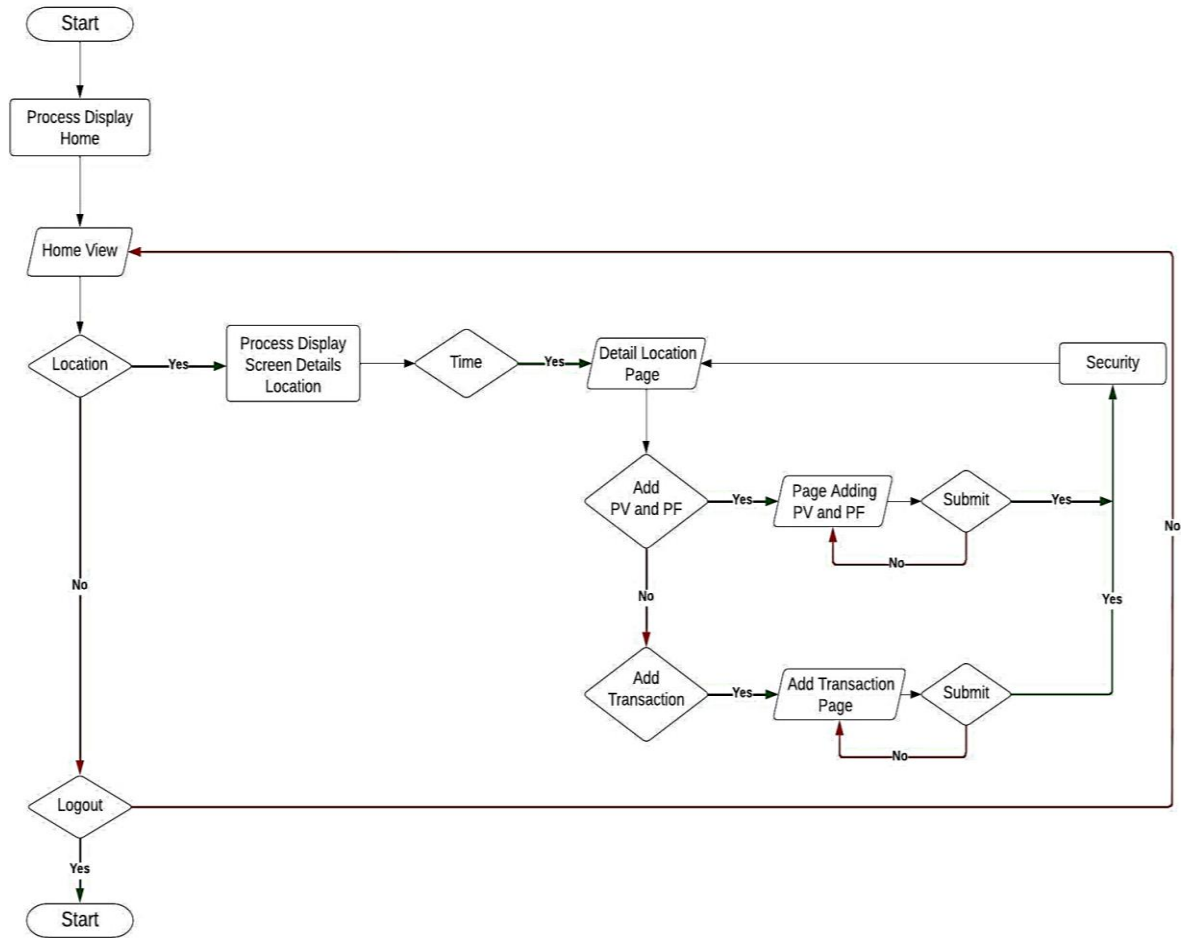 Start
Process Display
Home
Home View
Location
Yes
Process Display
Screen Details
Location
Time
Yes
Detail Location
Page
Security
Add
PV and PF
Yes
Page Adding
PV and PF
Submit
Yes
No
No
No
No
Yes
Add
Transaction
Yes
Add Transaction
Page
Submit
No
Logout
Yes
Start